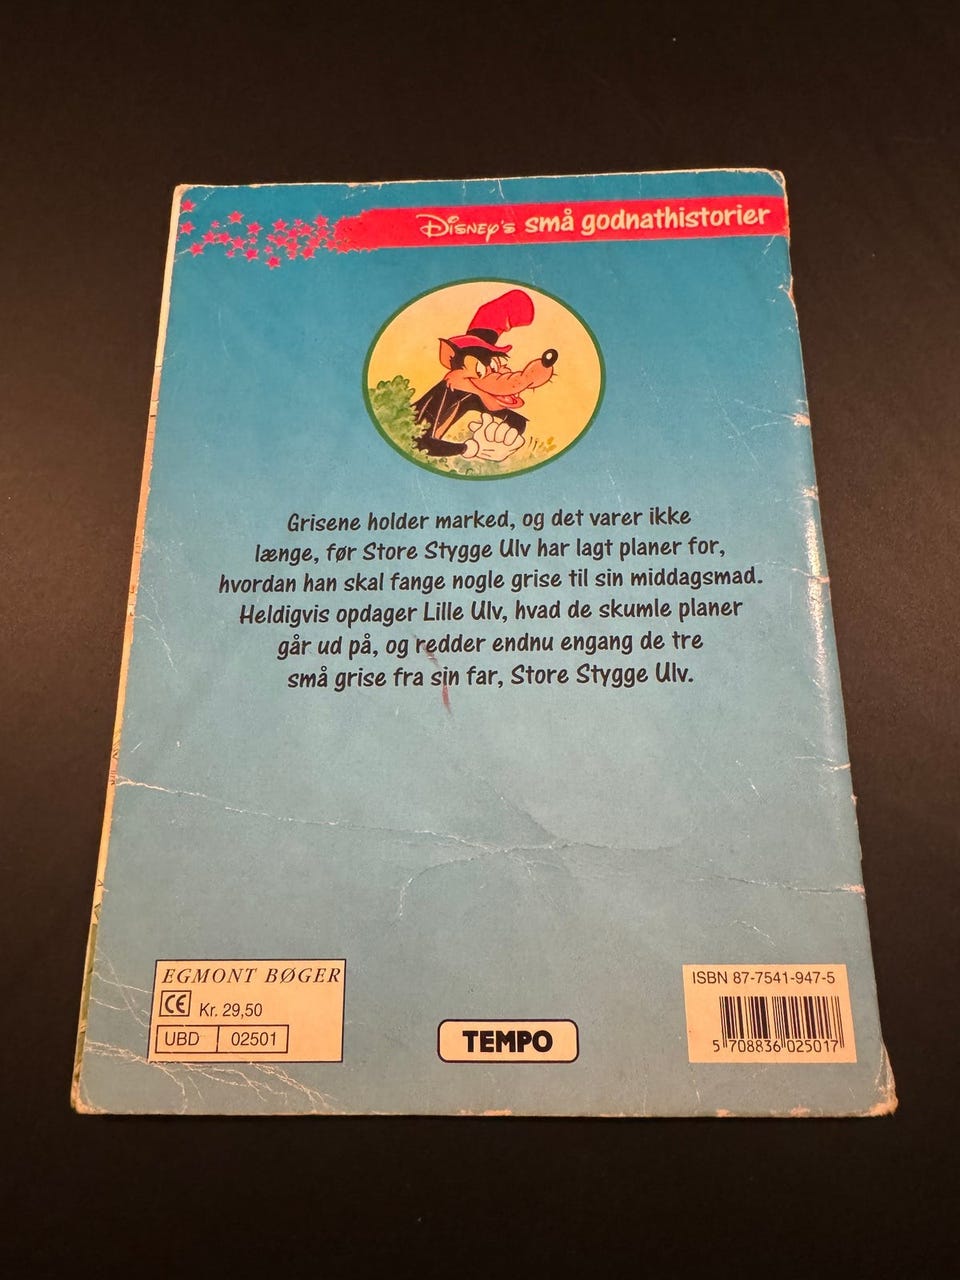 Disney's små godnathistorier
Grisene holder marked, og det varer ikke
længe, før Store Stygge Ulv har lagt planer for,
hvordan han skal fange nogle grise til sin middagsmad.
Heldigvis opdager Lille Ulv, hvad de skumle planer
går ud på, og redder endnu engang de tre
små grise fra sin far, Store Stygge Ulv.
EGMONT BØGER
CE Kr. 29,50
UBD 02501
TEMPO
ISBN 87-7541-947-5
5 708836 025017